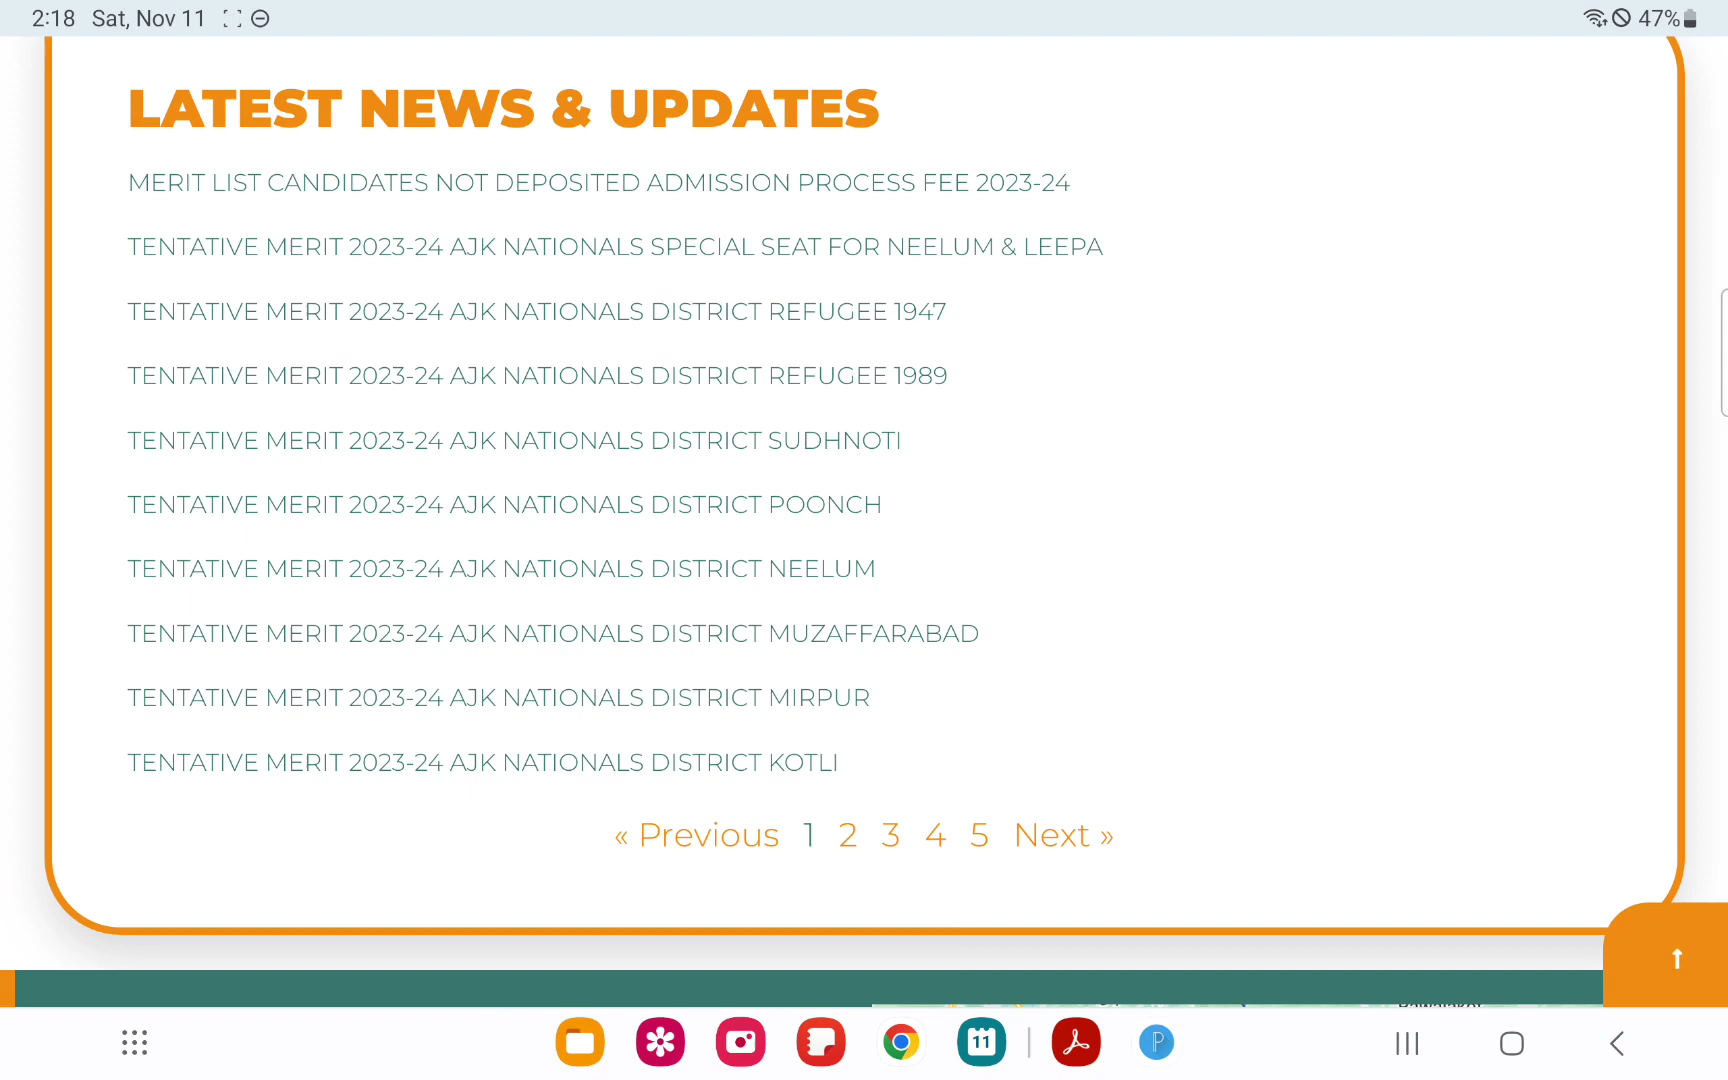 2:18 Sat, Nov 11 47%
LATEST NEWS & UPDATES
MERIT LIST CANDIDATES NOT DEPOSITED ADMISSION PROCESS FEE 2023-24
TENTATIVE MERIT 2023-24 AJK NATIONALS SPECIAL SEAT FOR NEELUM & LEEPA
TENTATIVE MERIT 2023-24 AJK NATIONALS DISTRICT REFUGEE 1947
TENTATIVE MERIT 2023-24 AJK NATIONALS DISTRICT REFUGEE 1989
TENTATIVE MERIT 2023-24 AJK NATIONALS DISTRICT SUDHNOTI
TENTATIVE MERIT 2023-24 AJK NATIONALS DISTRICT POONCH
TENTATIVE MERIT 2023-24 AJK NATIONALS DISTRICT NEELUM
TENTATIVE MERIT 2023-24 AJK NATIONALS DISTRICT MUZAFFARABAD
TENTATIVE MERIT 2023-24 AJK NATIONALS DISTRICT MIRPUR
TENTATIVE MERIT 2023-24 AJK NATIONALS DISTRICT KOTLI
« Previous 1 2 3 4 5 Next »
11 P